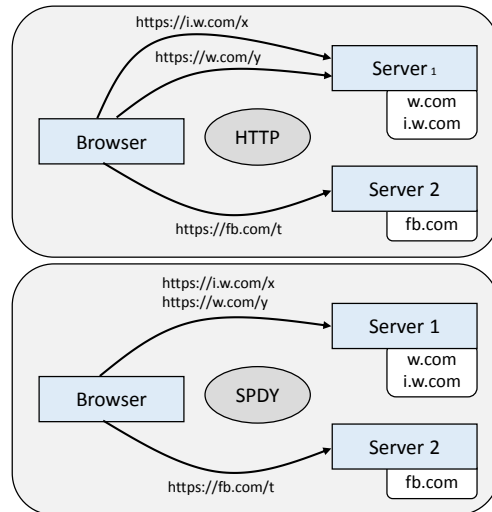 https://i.w.com/x
https://w.com/y
Server 1
w.com
i.w.com
Browser
HTTP
Server 2
fb.com
https://fb.com/t
https://i.w.com/x
https://w.com/y
Server 1
w.com
i.w.com
Browser
SPDY
Server 2
fb.com
https://fb.com/t